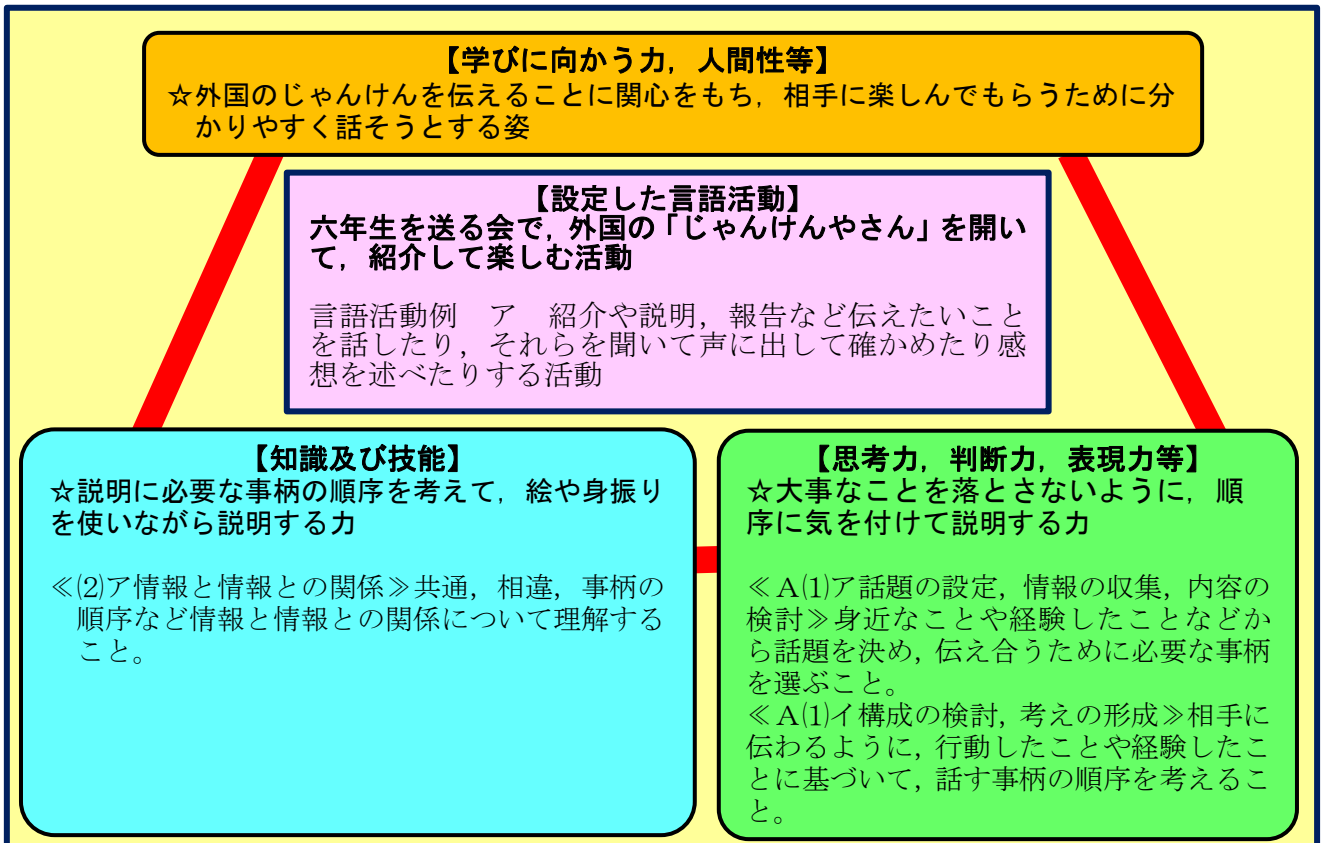 【学びに向かう力，人間性等】
☆外国のじゃんけんを伝えることに関心をもち，相手に楽しんでもらうために分
かりやすく話そうとする姿
【設定した言語活動】
六年生を送る会で，外国の「じゃんけんやさん」を開い
て，紹介して楽しむ活動
言語活動例　ア　紹介や説明，報告など伝えたいこと
を話したり，それらを聞いて声に出して確かめたり感
想を述べたりする活動
【知識及び技能】
☆説明に必要な事柄の順序を考えて，絵や身振り
を使いながら説明する力
≪⑵ア情報と情報との関係≫共通，相違，事柄の
順序など情報と情報との関係について理解する
こと。
【思考力，判断力，表現力等】
☆大事なことを落とさないように，順
序に気を付けて説明する力
≪Ａ⑴ア話題の設定，情報の収集，内容の
検討≫身近なことや経験したことなどか
ら話題を決め，伝え合うために必要な事柄
を選ぶこと。
≪Ａ⑴イ構成の検討，考えの形成≫相手に
伝わるように，行動したことや経験したこ
とに基づいて，話す事柄の順序を考えるこ
と。